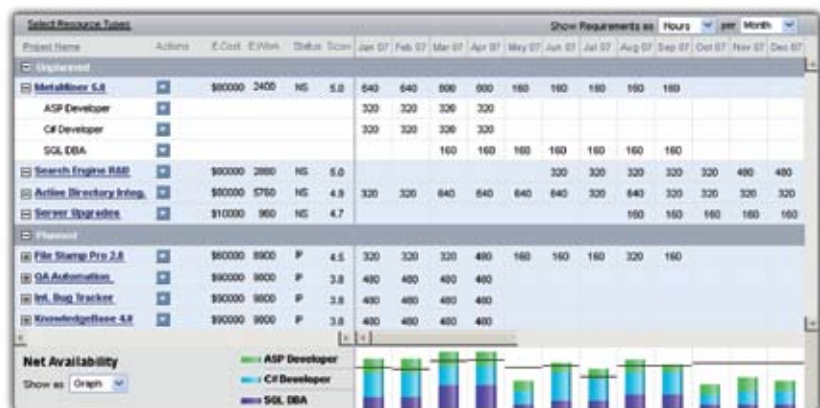 Select Resource Types
Show Requirements as Hours per Month
Project Name Actions E.Cost E.Work Status Score Jan 07 Feb 07 Mar 07 Apr 07 May 07 Jun 07 Jul 07 Aug 07 Sep 07 Oct 07 Nov 07 Dec 07
Unplanned
MetaMiner 5.0 $80000 2400 NS 5.0 640 640 800 800 160 160 160 160 160
ASP Developer 320 320 320 320
C# Developer 320 320 320 320
SQL DBA 160 160 160 160 160 160 160
Search Engine R&D $90000 2880 NS 5.0 320 320 320 320 320 480 480
Active Directory Integ. $80000 5760 NS 4.9 320 320 640 640 640 640 320 640 320 320 320 320
Server Upgrades $10000 960 NS 4.7 160 160 160 160 160
Planned
File Stamp Pro 2.0 $60000 8900 IP 4.5 320 320 320 480 160 160 160 320 160
QA Automation $90000 9800 IP 3.8 480 480 480 480
Int. Bug Tracker $90000 9800 IP 3.8 480 480 480 480
KnowledgeBase 4.0 $90000 9800 IP 3.8 480 480 480 480
Net Availability
Show as Graph
ASP Developer
C# Developer
SQL DBA